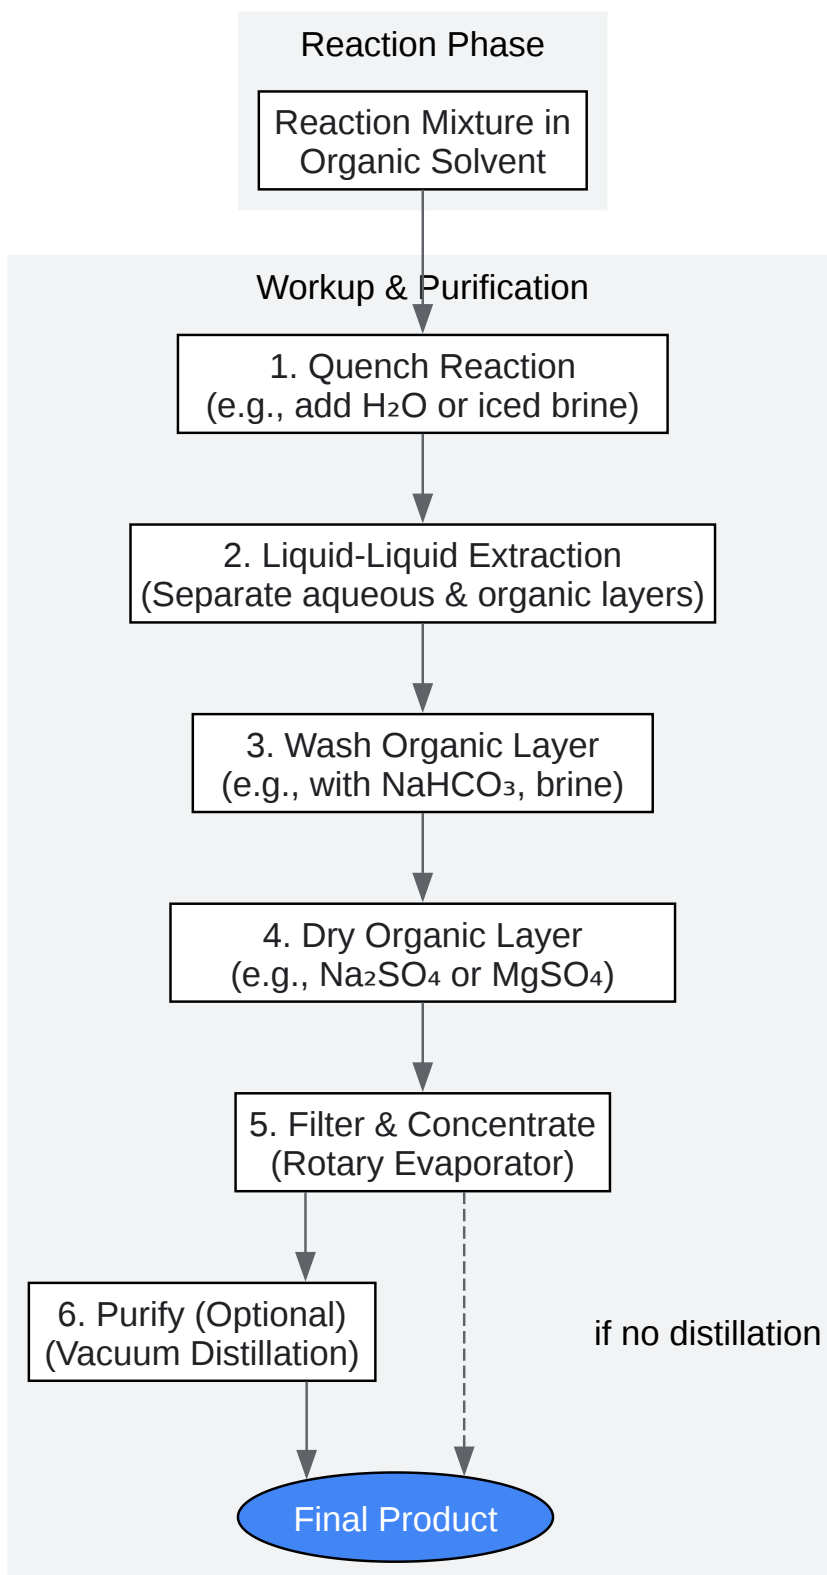 Reaction Phase
Reaction Mixture in
Organic Solvent
Workup & Purification
1. Quench Reaction
(e.g., add H₂O or iced brine)
2. Liquid-Liquid Extraction
(Separate aqueous & organic layers)
3. Wash Organic Layer
(e.g., with NaHCO₃, brine)
4. Dry Organic Layer
(e.g., Na₂SO₄ or MgSO₄)
5. Filter & Concentrate
(Rotary Evaporator)
6. Purify (Optional)
(Vacuum Distillation)
if no distillation
Final Product